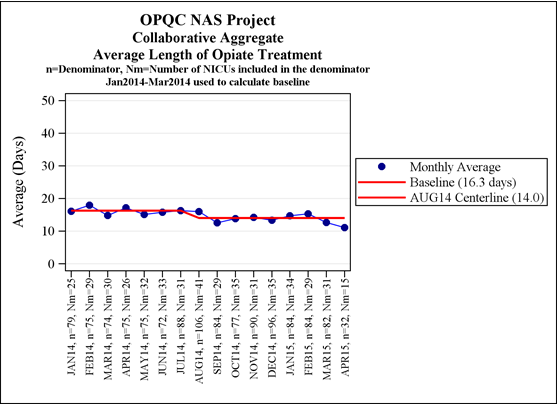 OPQC NAS Project
Collaborative Aggregate
Average Length of Opiate Treatment
n=Denominator, Nm=Number of NICUs included in the denominator
Jan2014-Mar2014 used to calculate baseline
Average (Days)
50
40
30
20
10
0
JAN14, n=79, Nm=25
FEB14, n=75, Nm=29
MAR14, n=74, Nm=30
APR14, n=75, Nm=26
MAY14, n=75, Nm=32
JUN14, n=72, Nm=33
JUL14, n=88, Nm=31
AUG14, n=106, Nm=41
SEP14, n=84, Nm=29
OCT14, n=77, Nm=35
NOV14, n=90, Nm=31
DEC14, n=96, Nm=35
JAN15, n=84, Nm=34
FEB15, n=84, Nm=29
MAR15, n=82, Nm=31
APR15, n=32, Nm=15
Monthly Average
Baseline (16.3 days)
AUG14 Centerline (14.0)